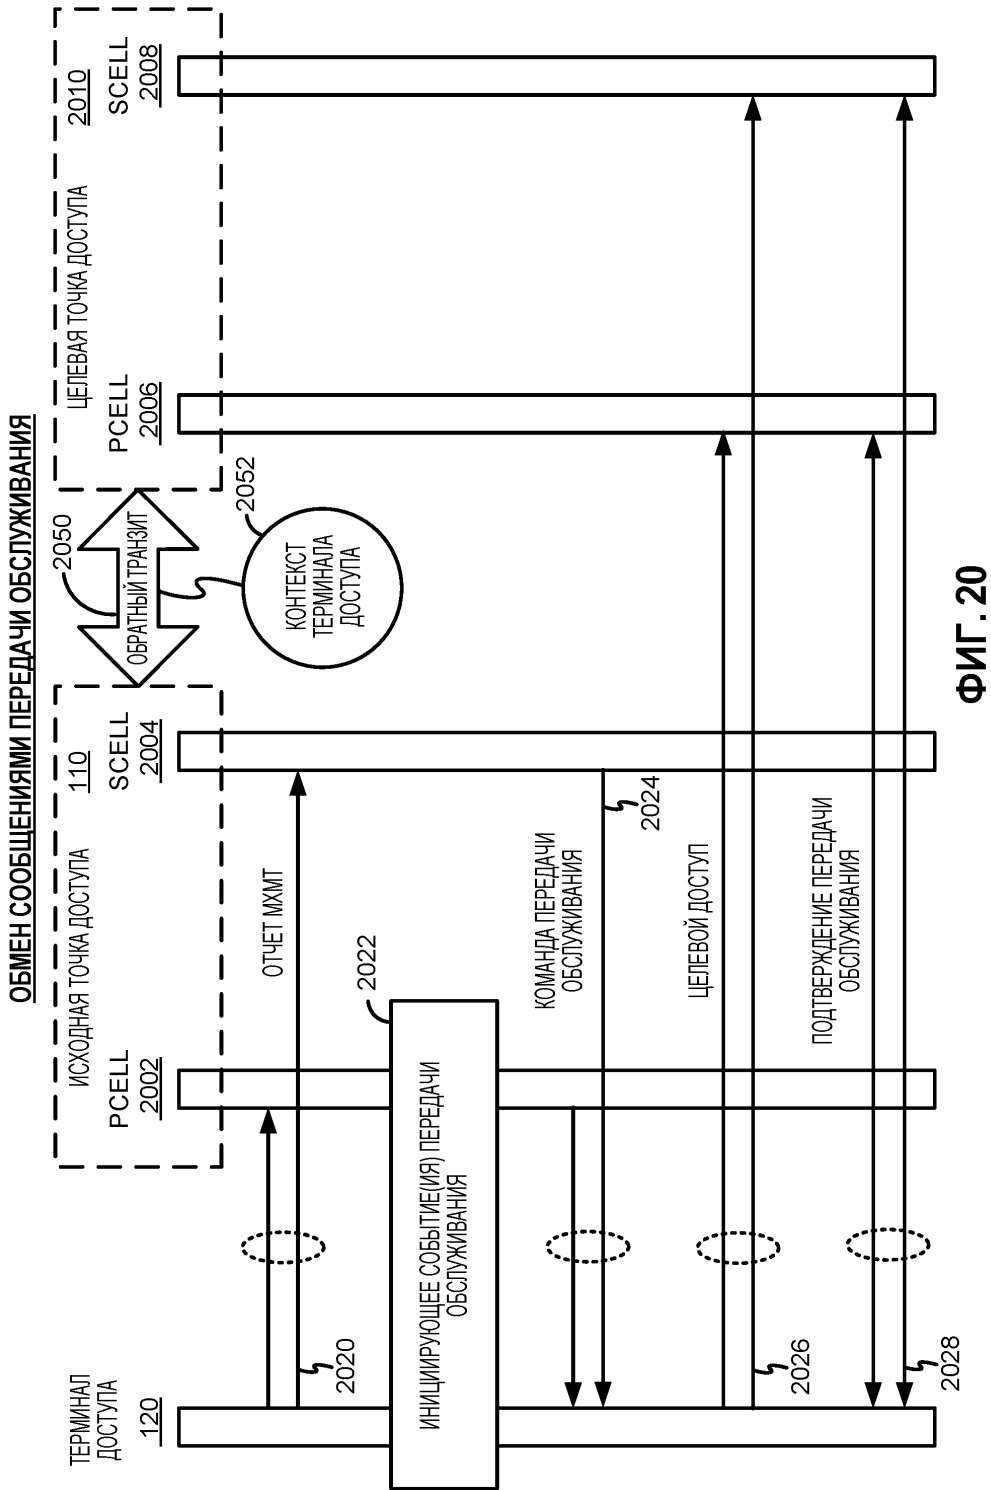 ОБМЕН СООБЩЕНИЯМИ ПЕРЕДАЧИ ОБСЛУЖИВАНИЯ
ТЕРМИНАЛ
ДОСТУПА
120
ИСХОДНАЯ ТОЧКА ДОСТУПА
110
PCELL
2002
SCELL
2004
2050
ОБРАТНЫЙ ТРАНЗИТ
2052
КОНТЕКСТ
ТЕРМИНАЛА
ДОСТУПА
ЦЕЛЕВАЯ ТОЧКА ДОСТУПА
2010
PCELL
2006
SCELL
2008
ОТЧЕТ МХМТ
2020
2022
ИНИЦИИРУЮЩЕЕ СОБЫТИЕ(ИЯ) ПЕРЕДАЧИ
ОБСЛУЖИВАНИЯ
КОМАНДА ПЕРЕДАЧИ
ОБСЛУЖИВАНИЯ
2024
ЦЕЛЕВОЙ ДОСТУП
2026
ПОДТВЕРЖДЕНИЕ ПЕРЕДАЧИ
ОБСЛУЖИВАНИЯ
2028
ФИГ. 20